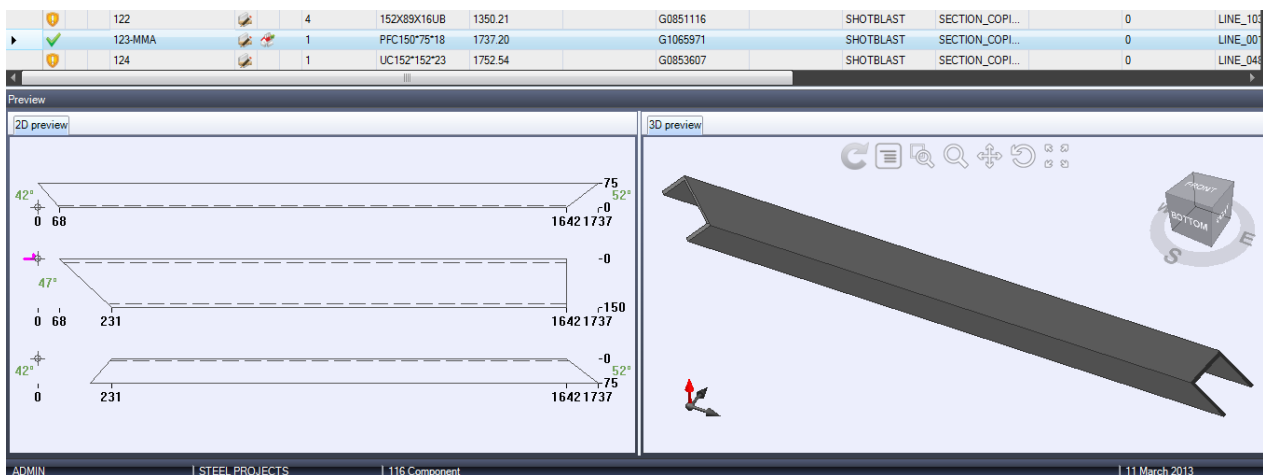 122 4 152X89X16UB 1350.21 G0851116 SHOTBLAST SECTION_COPI... 0 LINE_103
123-MMA 1 PFC150*75*18 1737.20 G1065971 SHOTBLAST SECTION_COPI... 0 LINE_001
124 1 UC152*152*23 1752.54 G0853607 SHOTBLAST SECTION_COPI... 0 LINE_048
Preview
2D preview
3D preview
42° 75 52°
0
0 68 1642 1737
0
47°
150
0 68 231 1642 1737
0
42° 52°
75
0 231 1642 1737
FRONT
BOTTOM
E
S
ADMIN STEEL PROJECTS 116 Component 11 March 2013